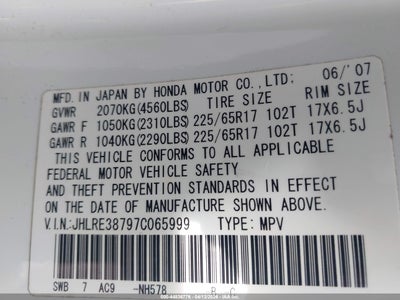 MFD. IN JAPAN BY HONDA MOTOR CO., LTD: 06/'07
GVWR 2070KG(4560LBS) TIRE SIZE RIM SIZE
GAWR F 1050KG(2310LBS) 225/65R17 102T 17X6.5J
GAWR R 1040KG(2290LBS) 225/65R17 102T 17X6.5J
THIS VEHICLE CONFORMS TO ALL APPLICABLE
FEDERAL MOTOR VEHICLE SAFETY
AND THEFT PREVENTION STANDARDS
IN EFFECT ON THE DATE OF
MANUFACTURE SHOWN ABOVE.
V.I.N:JHLRE38797C065999 TYPE: MPV
SWB 7 AC9 -NH578